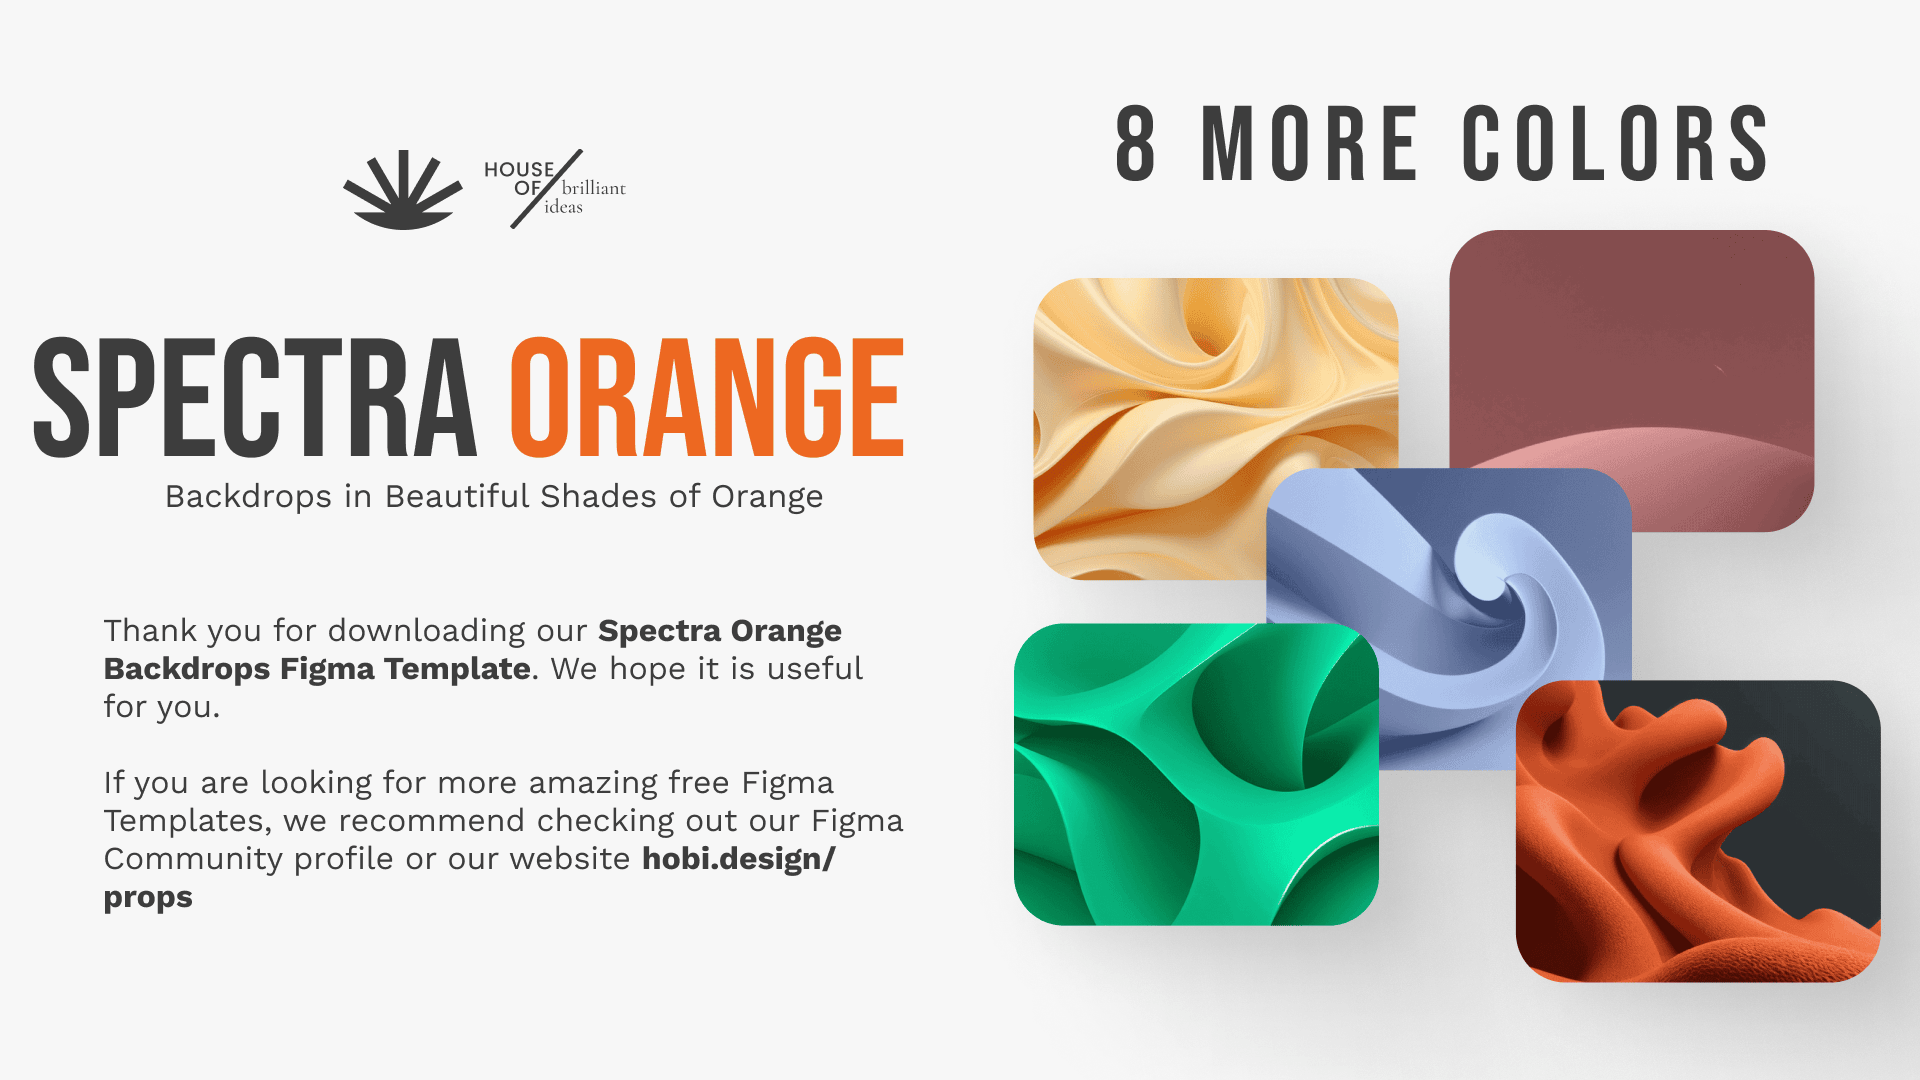 HOUSE
OF brilliant
ideas
SPECTRA ORANGE
Backdrops in Beautiful Shades of Orange
Thank you for downloading our Spectra Orange
Backdrops Figma Template. We hope it is useful
for you.
If you are looking for more amazing free Figma
Templates, we recommend checking out our Figma
Community profile or our website hobi.design/
props
8 MORE COLORS